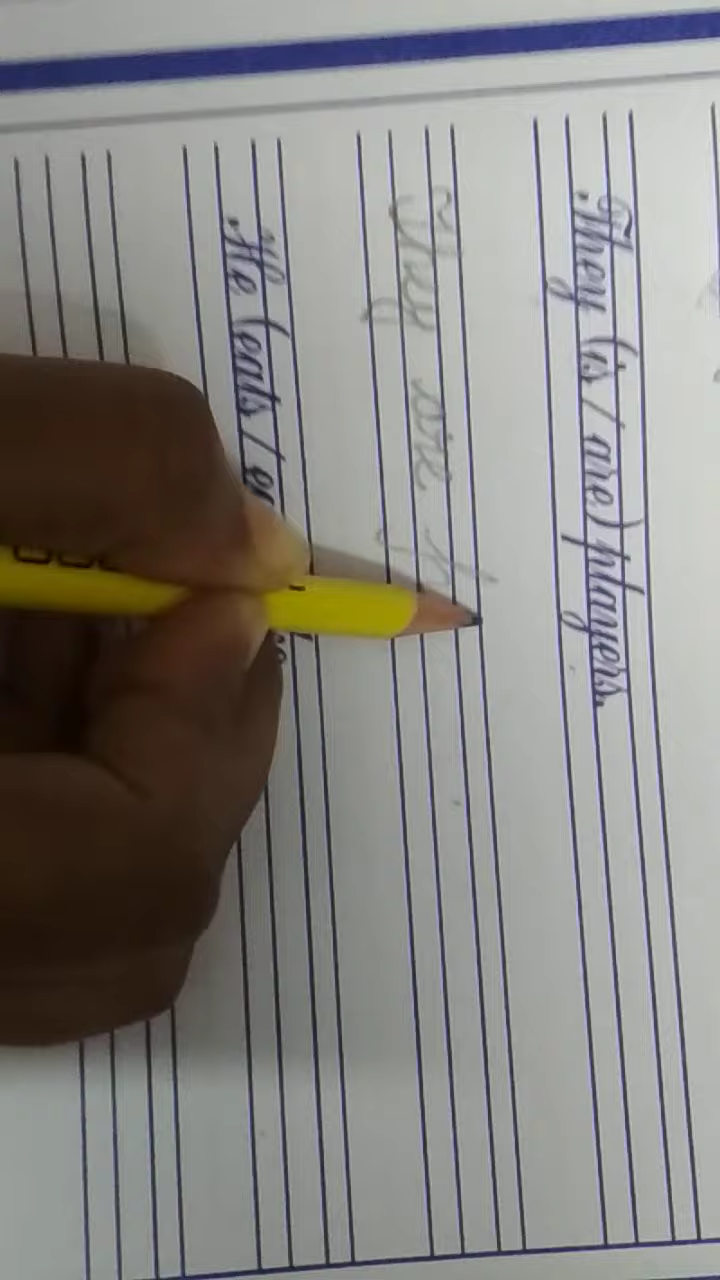 They (is / are) players.
They are
He (eats /